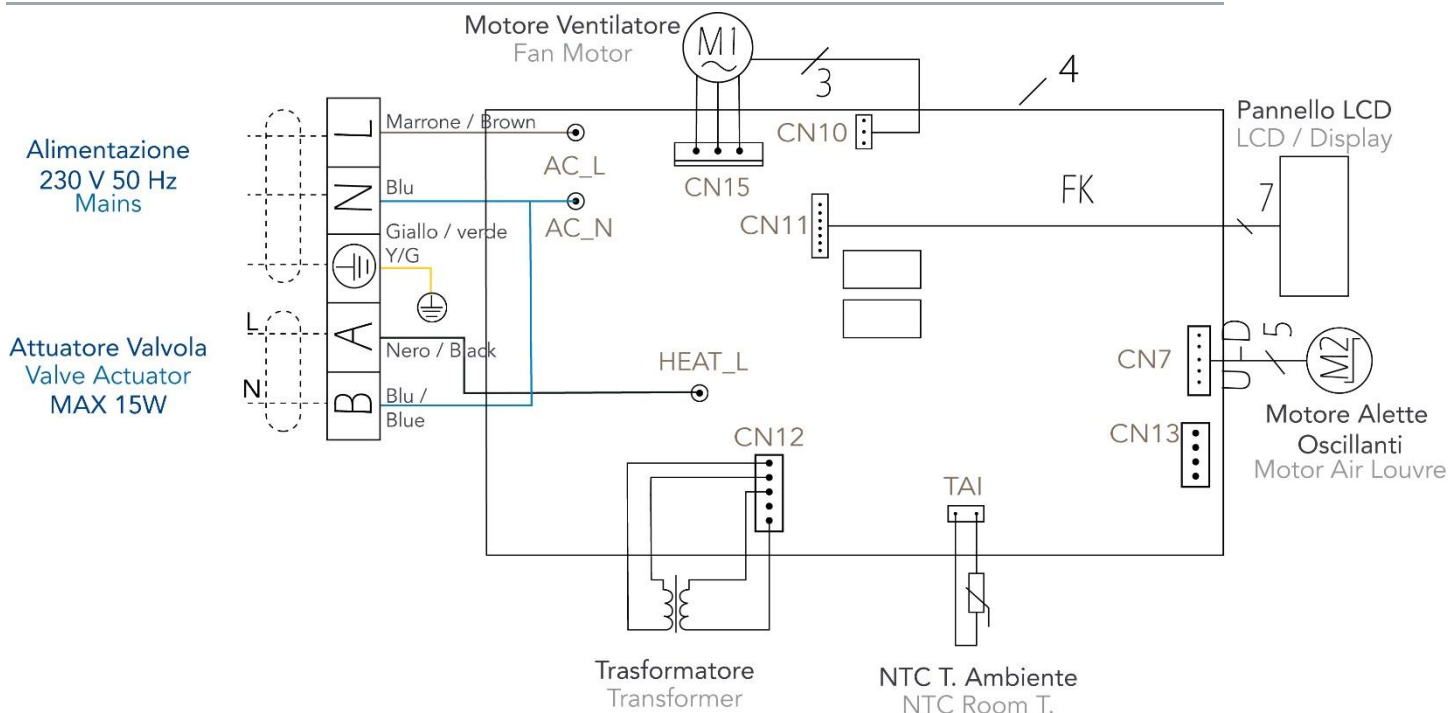 Motore Ventilatore
Fan Motor
M1
3
4
CN10
CN15
Alimentazione
230 V 50 Hz
Mains
L
Marrone / Brown
AC_L
N
Blu
AC_N
Giallo / verde
Y/G
CN11
FK
7
Pannello LCD
LCD / Display
Attuatore Valvola
Valve Actuator
MAX 15W
L
N
A
Nero / Black
B
Blu /
Blue
HEAT_L
CN7
U-D
5
M2
Motore Alette
Oscillanti
Motor Air Louvre
CN13
CN12
TAI
Trasformatore
Transformer
NTC T. Ambiente
NTC Room T.